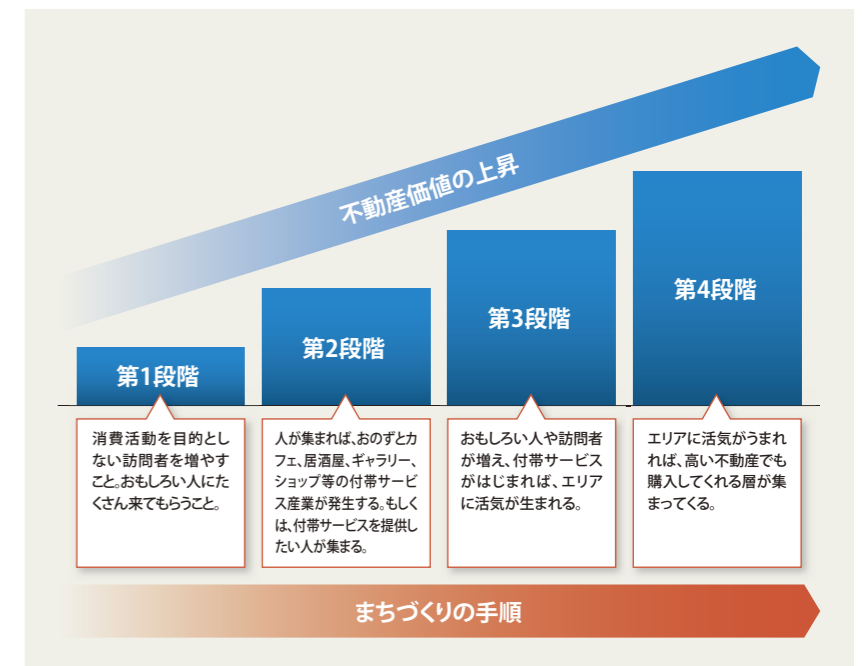 不動産価値の上昇
第1段階
第2段階
第3段階
第4段階
消費活動を目的とし
ない訪問者を増やす
こと。おもしろい人にた
くさん来てもらうこと。
人が集まれば、おのずとカ
フェ、居酒屋、ギャラリー、
ショップ等の付帯サービ
ス産業が発生する。もしく
は、付帯サービスを提供し
たい人が集まる。
おもしろい人や訪問者
が増え、付帯サービス
がはじまれば、エリア
に活気が生まれる。
エリアに活気がうまれ
れば、高い不動産でも
購入してくれる層が集
まってくる。
まちづくりの手順